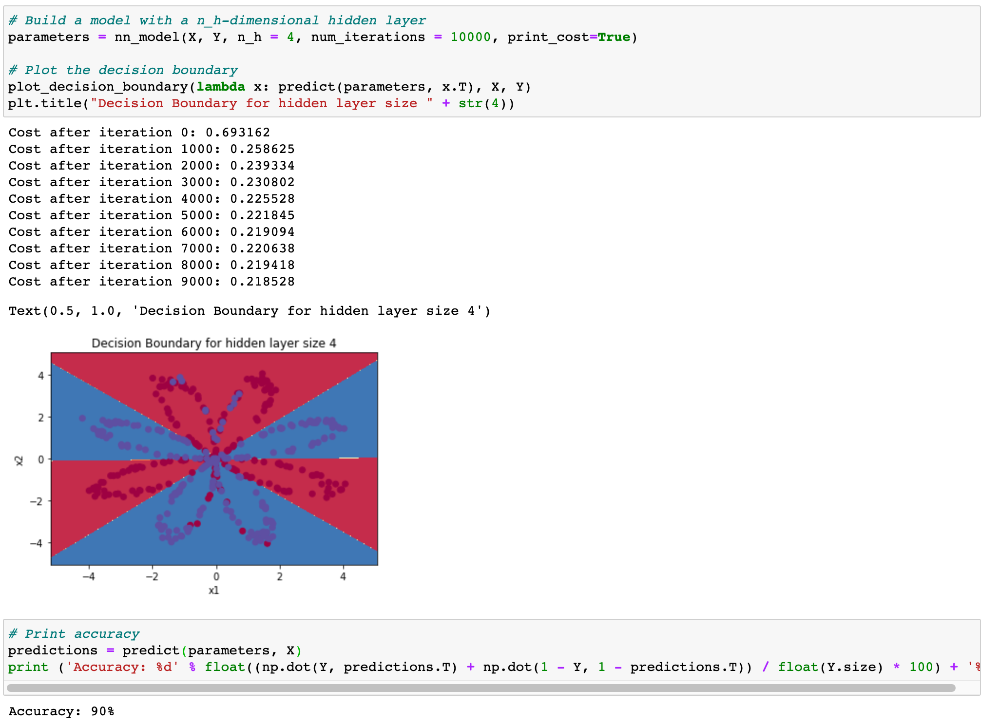 # Build a model with a n_h-dimensional hidden layer
parameters = nn_model(X, Y, n_h = 4, num_iterations = 10000, print_cost=True)
# Plot the decision boundary
plot_decision_boundary(lambda x: predict(parameters, x.T), X, Y)
plt.title("Decision Boundary for hidden layer size " + str(4))
Cost after iteration 0: 0.693162
Cost after iteration 1000: 0.258625
Cost after iteration 2000: 0.239334
Cost after iteration 3000: 0.230802
Cost after iteration 4000: 0.225528
Cost after iteration 5000: 0.221845
Cost after iteration 6000: 0.219094
Cost after iteration 7000: 0.220638
Cost after iteration 8000: 0.219418
Cost after iteration 9000: 0.218528
Text(0.5, 1.0, 'Decision Boundary for hidden layer size 4')
Decision Boundary for hidden layer size 4
4
2
0
−2
−4
x2
−4 −2 0 2 4
x1
# Print accuracy
predictions = predict(parameters, X)
print ('Accuracy: %d' % float((np.dot(Y, predictions.T) + np.dot(1 - Y, 1 - predictions.T)) / float(Y.size) * 100) + '%
Accuracy: 90%